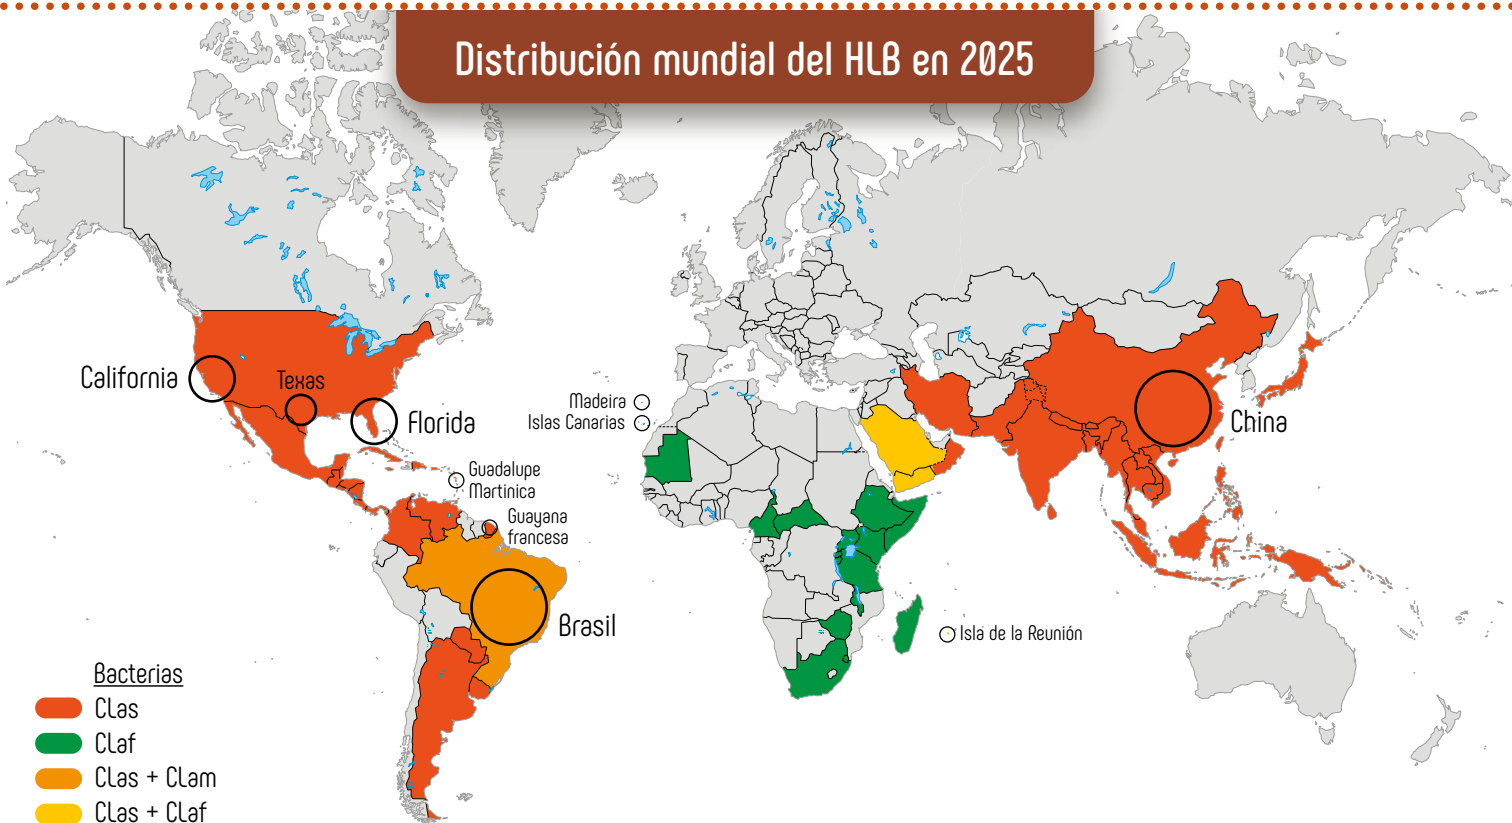 Distribución mundial del HLB en 2025
California
Texas
Florida
Guadalupe
Martinica
Guayana
francesa
Brasil
Madeira
Islas Canarias
Isla de la Reunión
China
Bacterias
CLas
CLaf
CLas + CLam
CLas + CLaf